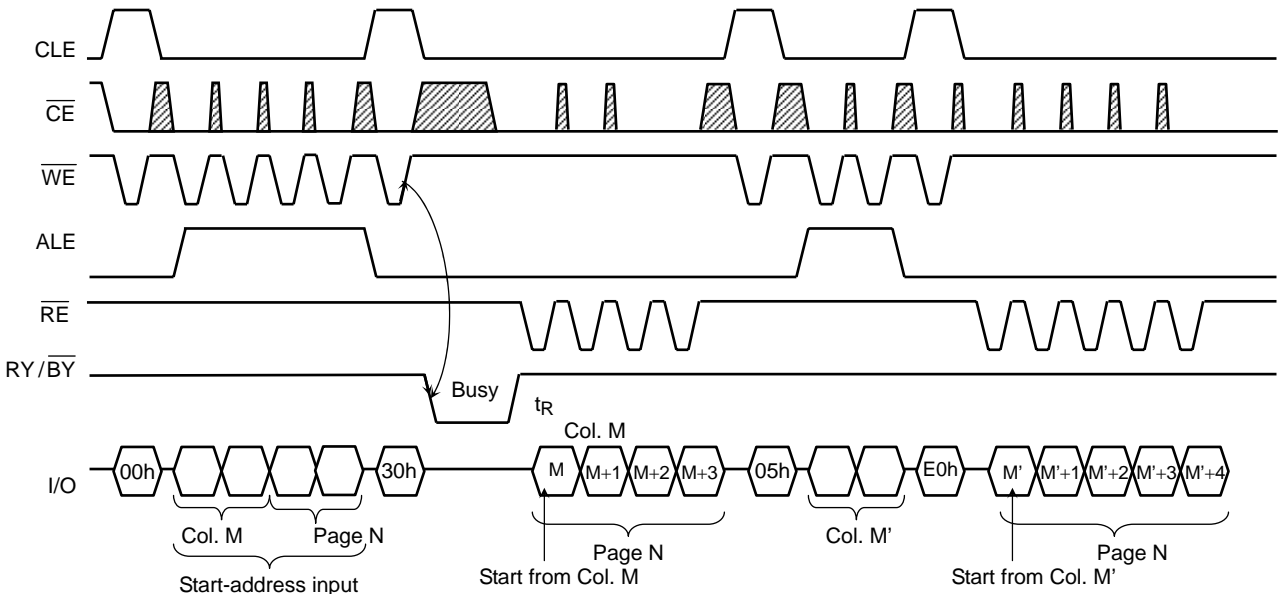 CLE
CE
WE
ALE
RE
RY/BY
Busy
tR
Col. M
I/O
00h
30h
M
M+1
M+2
M+3
05h
E0h
M'
M'+1
M'+2
M'+3
M'+4
Col. M
Page N
Col. M'
Page N
Page N
Start-address input
Start from Col. M
Start from Col. M'